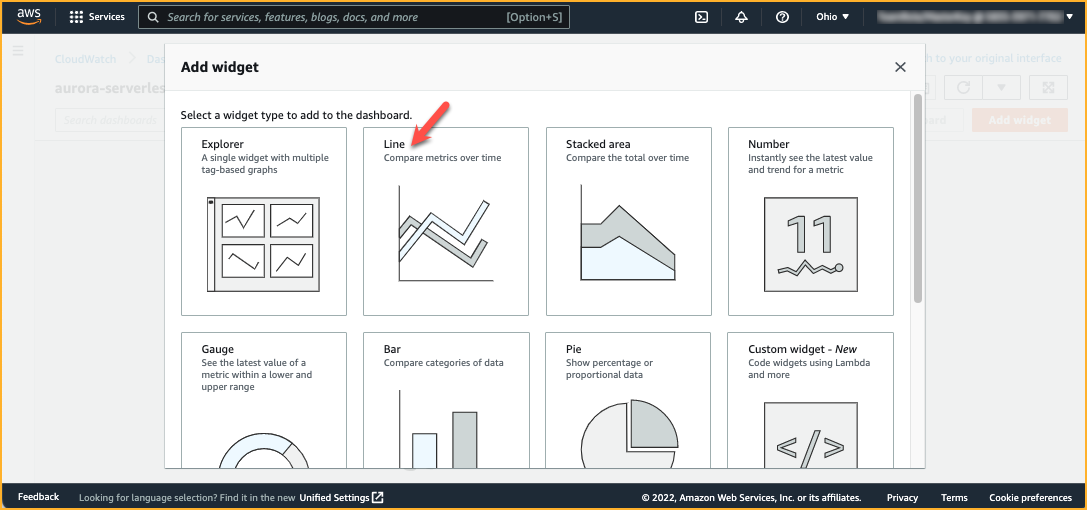 aws
Services
Search for services, features, blogs, docs, and more
[Option+S]
Ohio
CloudWatch
Das
h to your original interface
aurora-serverles
Search dashboards
oard
Add widget
Add widget
Select a widget type to add to the dashboard.
Explorer
A single widget with multiple
tag-based graphs
Line
Compare metrics over time
Stacked area
Compare the total over time
Number
Instantly see the latest value
and trend for a metric
11
Gauge
See the latest value of a
metric within a lower and
upper range
Bar
Compare categories of data
Pie
Show percentage or
proportional data
Custom widget - New
Code widgets using Lambda
and more
</>
Feedback
Looking for language selection? Find it in the new Unified Settings
© 2022, Amazon Web Services, Inc. or its affiliates.
Privacy
Terms
Cookie preferences